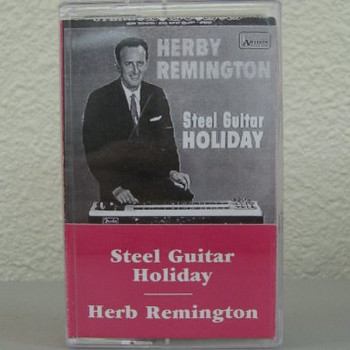 HERBY
REMINGTON
Steel Guitar
HOLIDAY
Steel Guitar
Holiday
Herb Remington